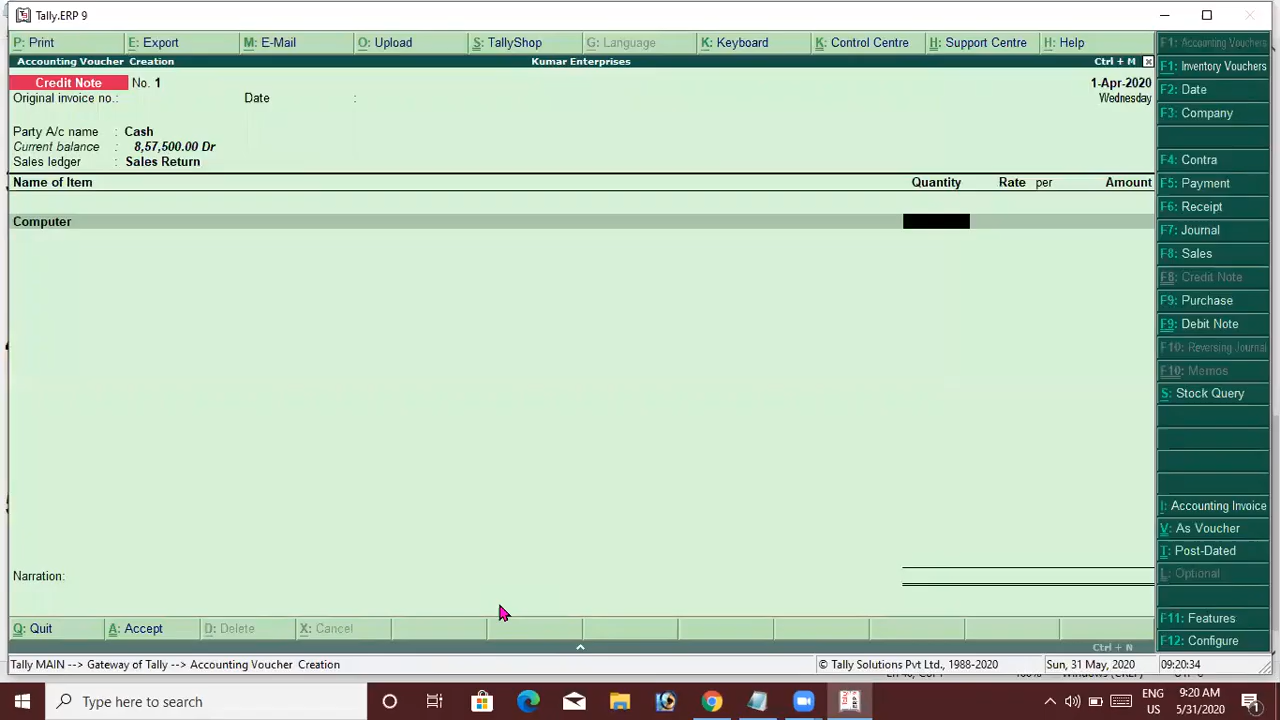 Tally.ERP 9
P: Print E: Export M: E-Mail O: Upload S: TallyShop G: Language K: Keyboard K: Control Centre H: Support Centre H: Help
Accounting Voucher Creation Kumar Enterprises Ctrl + M
Credit Note No. 1 1-Apr-2020
Original invoice no.: Date : Wednesday
Party A/c name : Cash
Current balance : 8,57,500.00 Dr
Sales ledger : Sales Return
Name of Item Quantity Rate per Amount
Computer
Narration:
F1: Accounting Vouchers
F1: Inventory Vouchers
F2: Date
F3: Company
F4: Contra
F5: Payment
F6: Receipt
F7: Journal
F8: Sales
F8: Credit Note
F9: Purchase
F9: Debit Note
F10: Reversing Journal
F10: Memos
S: Stock Query
I: Accounting Invoice
V: As Voucher
T: Post-Dated
L: Optional
F11: Features
F12: Configure
Q: Quit A: Accept D: Delete X: Cancel
Ctrl + N
Tally MAIN --> Gateway of Tally --> Accounting Voucher Creation © Tally Solutions Pvt Ltd., 1988-2020 Sun, 31 May, 2020 09:20:34
Type here to search
ENG 9:20 AM
US 5/31/2020
1